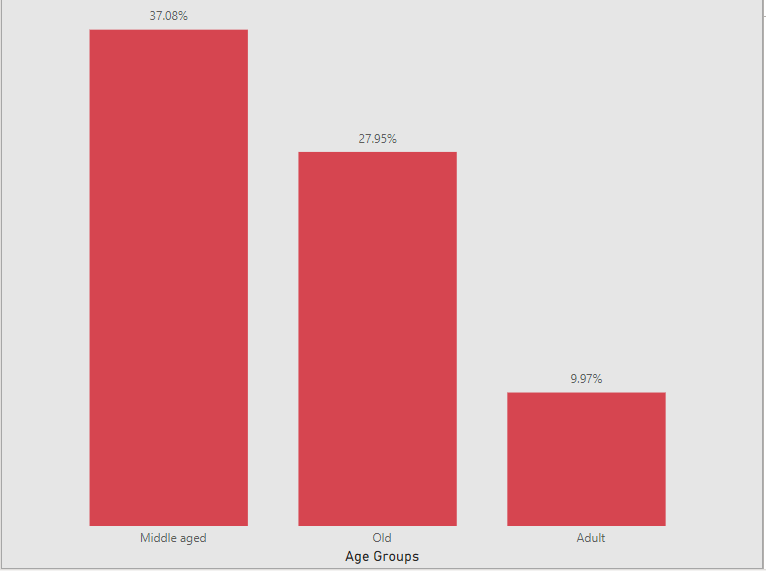 37.08%
27.95%
9.97%
Middle aged
Old
Adult
Age Groups